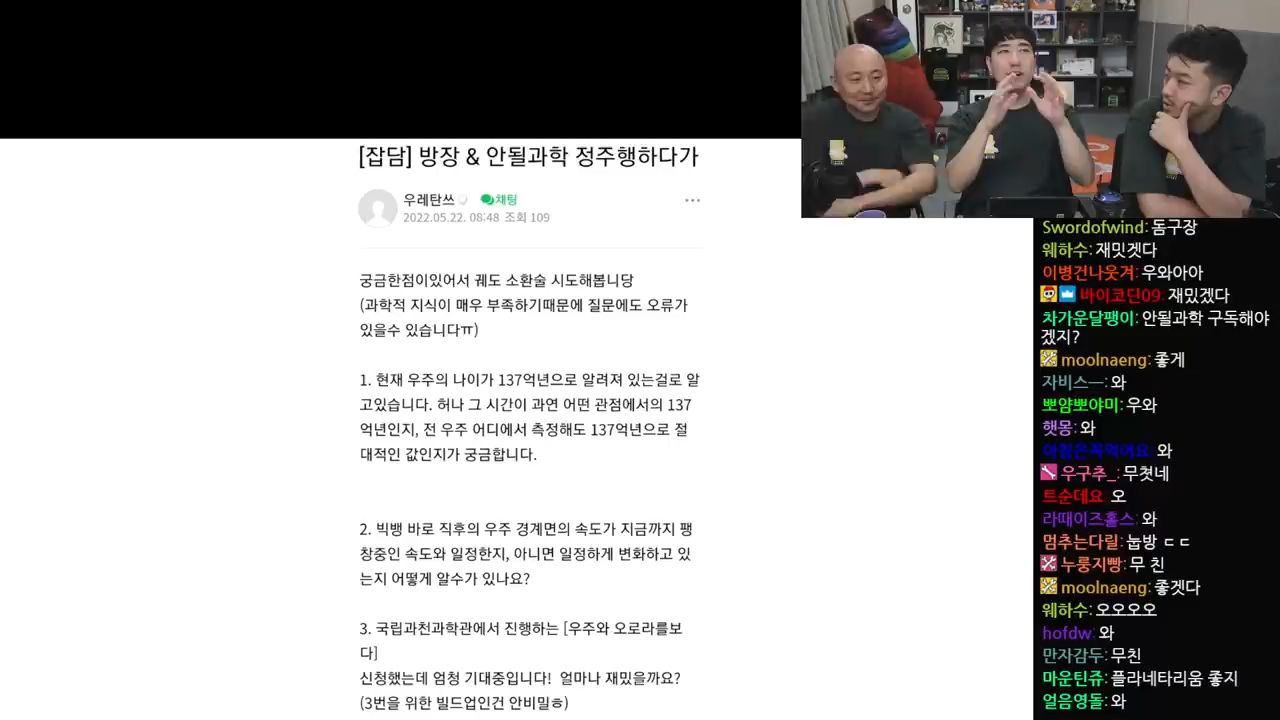 [잡담] 방장 & 안될과학 정주행하다가
우레탄쓰 채팅
2022.05.22. 08:48 조회 109
궁금한점이있어서 궤도 소환술 시도해봅니당
(과학적 지식이 매우 부족하기때문에 질문에도 오류가
있을수 있습니다ㅠ)
1. 현재 우주의 나이가 137억년으로 알려져 있는걸로 알
고있습니다. 허나 그 시간이 과연 어떤 관점에서의 137
억년인지, 전 우주 어디에서 측정해도 137억년으로 절
대적인 값인지가 궁금합니다.
2. 빅뱅 바로 직후의 우주 경계면의 속도가 지금까지 팽
창중인 속도와 일정한지, 아니면 일정하게 변화하고 있
는지 어떻게 알수가 있나요?
3. 국립과천과학관에서 진행하는 [우주와 오로라를보
다]
신청했는데 엄청 기대중입니다! 얼마나 재밌을까요?
(3번을 위한 빌드업인건 안비밀ㅎ)
Swordofwind: 돔구장
웨하수: 재밋겟다
이병건나웃겨: 우와아아
바이코딘09: 재밌겠다
차가운달팽이: 안될과학 구독해야
겠지?
moolnaeng: 좋게
자비스ㅡ: 와
뽀얌뽀야미: 우와
햇몽: 와
아침은꼭먹어요: 와
우구추_: 무쳣네
트순데요: 오
라때이즈홀스: 와
멈추는다릴: 눕방 ㄷㄷ
누룽지빵: 무 친
moolnaeng: 좋겟다
웨하수: 오오오오
hofdw: 와
만자감두: 무친
마운틴쥬: 플라네타리움 좋지
얼음영돌: 와